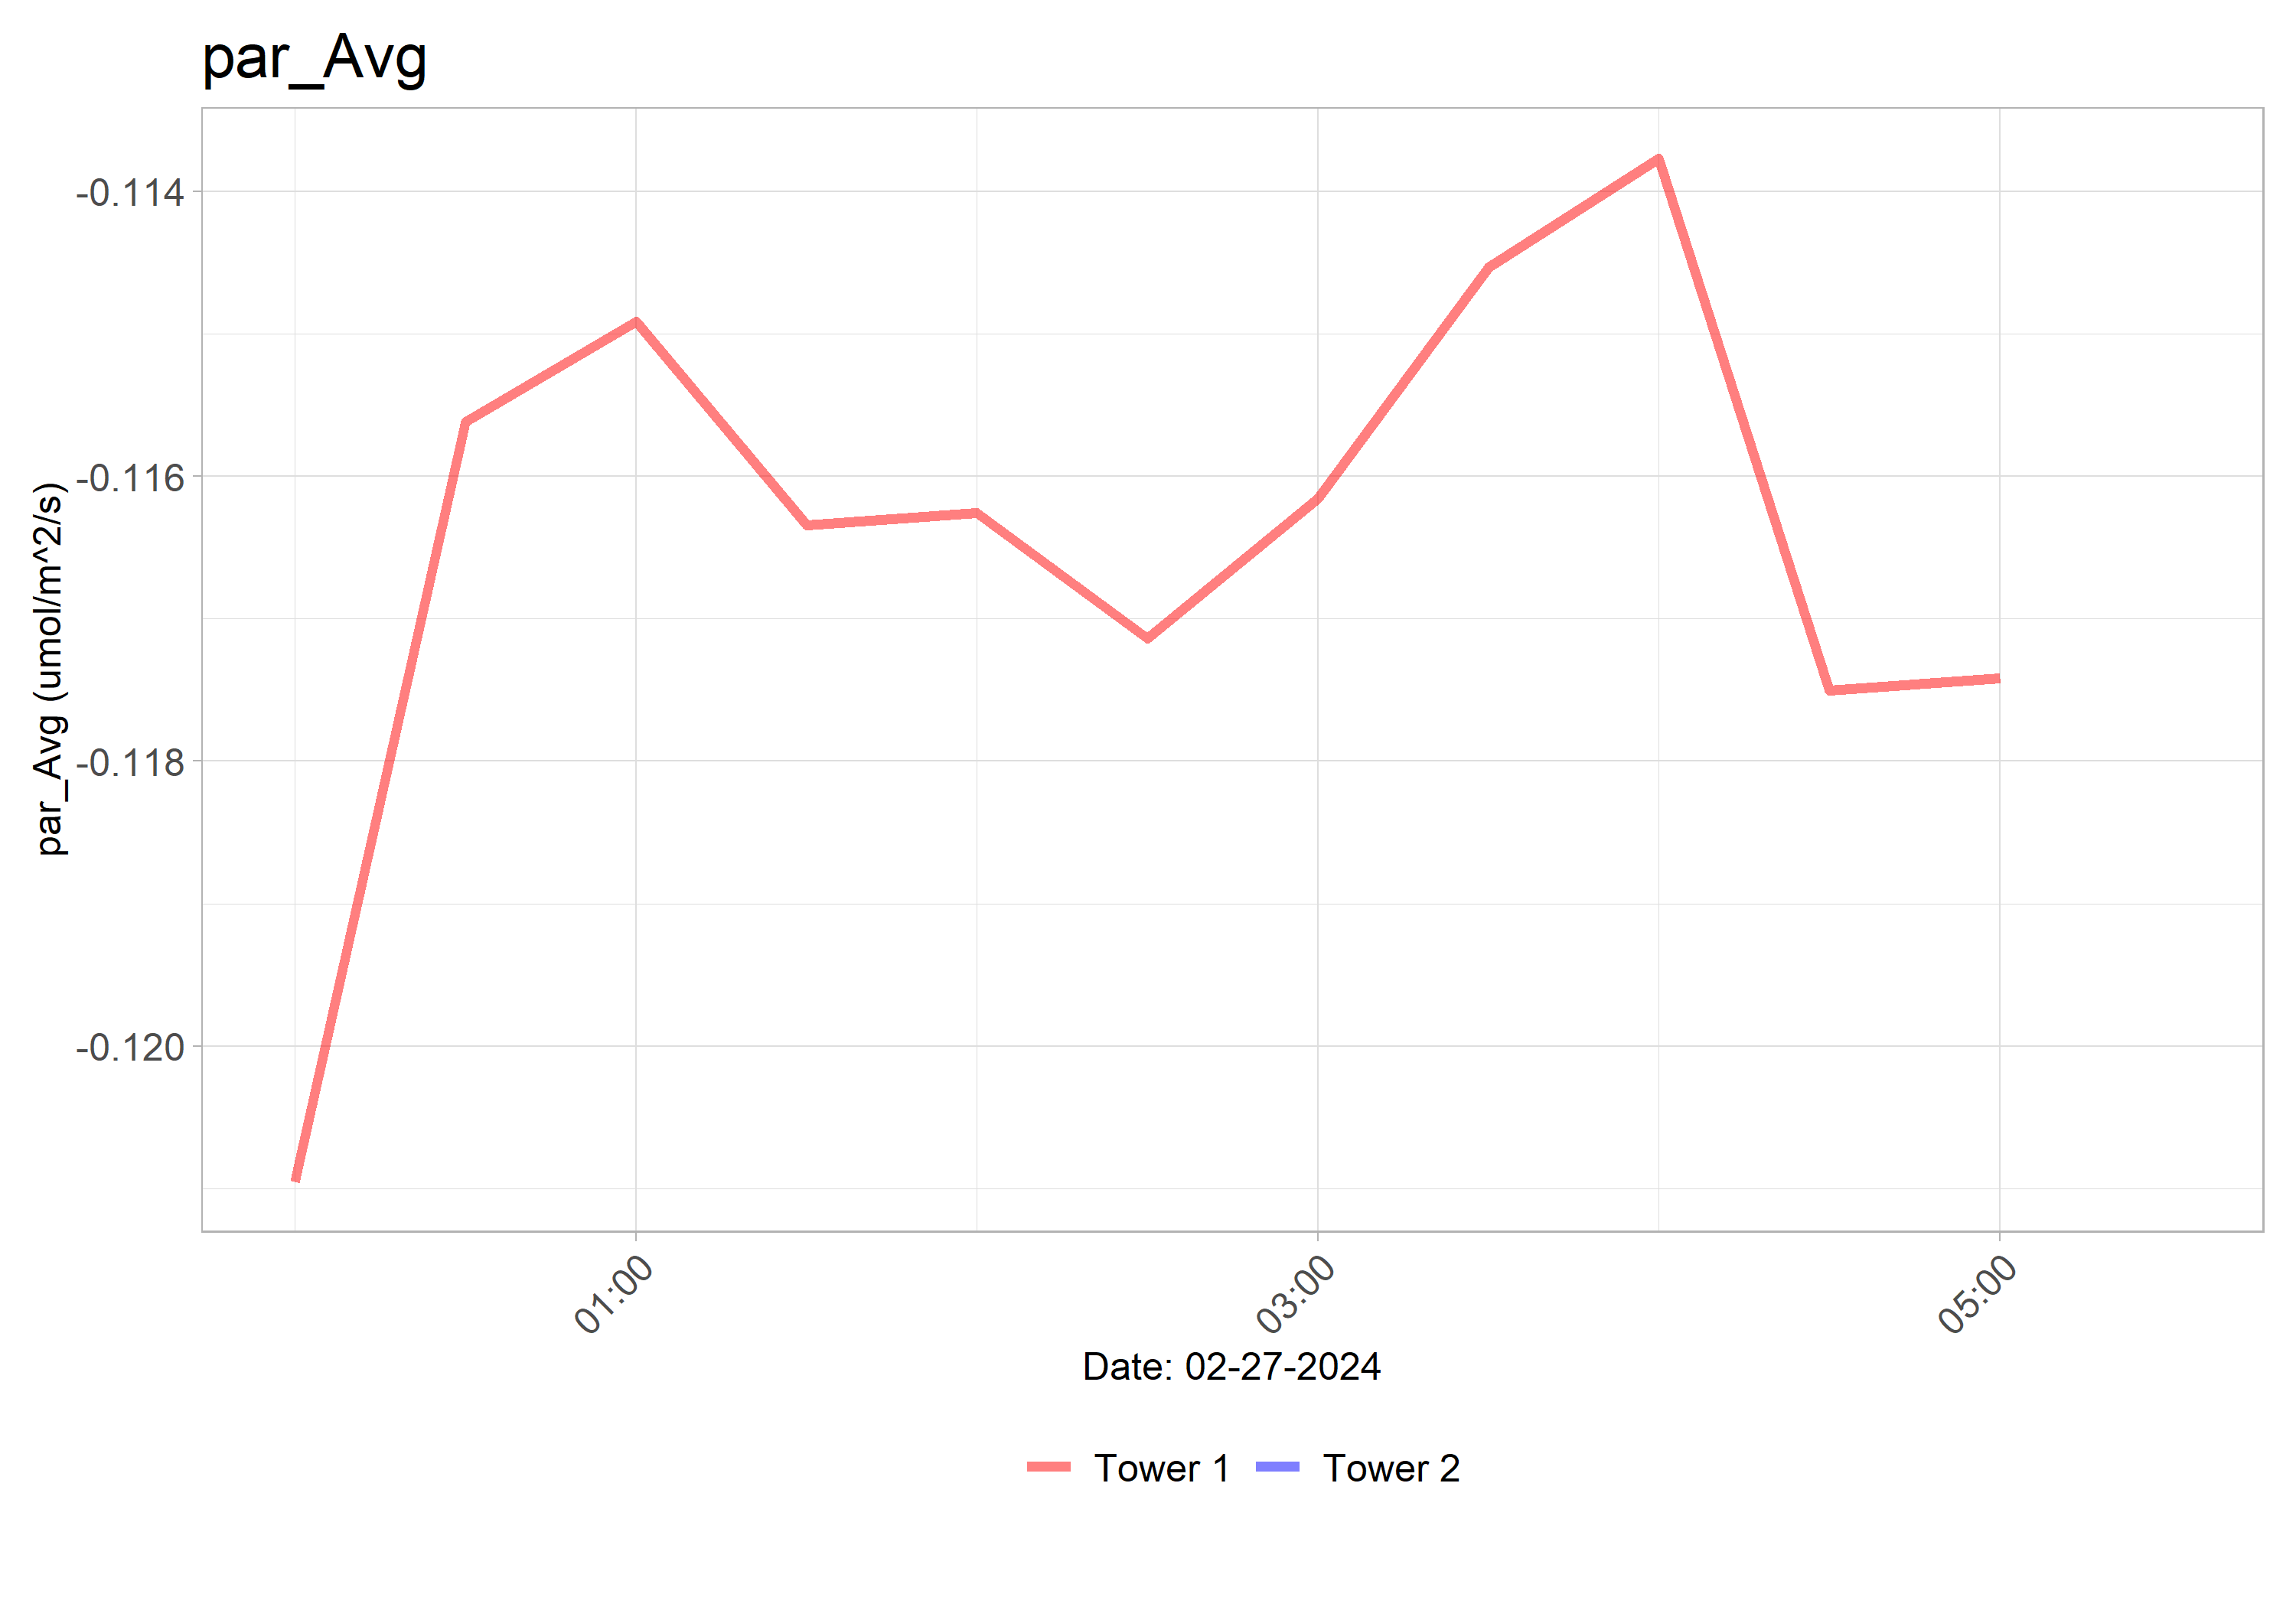 par_Avg
par_Avg (umol/m^2/s)
-0.114
-0.116
-0.118
-0.120
01:00
03:00
05:00
Date: 02-27-2024
Tower 1
Tower 2